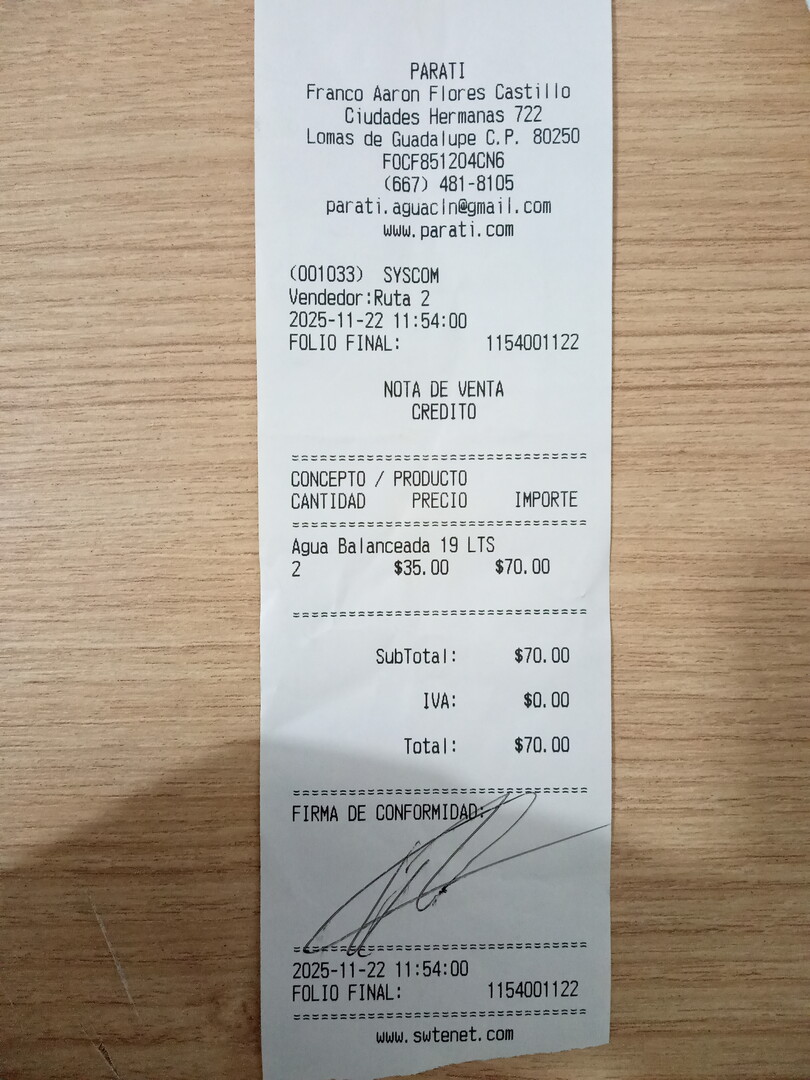 PARATI
Franco Aaron Flores Castillo
Ciudades Hermanas 722
Lomas de Guadalupe C.P. 80250
FOCF851204CN6
(667) 481-8105
parati.aguacln@gmail.com
www.parati.com
(001033) SYSCOM
Vendedor:Ruta 2
2025-11-22 11:54:00
FOLIO FINAL: 1154001122
NOTA DE VENTA
CREDITO
CONCEPTO / PRODUCTO
CANTIDAD PRECIO IMPORTE
Agua Balanceada 19 LTS
2 $35.00 $70.00
SubTotal: $70.00
IVA: $0.00
Total: $70.00
FIRMA DE CONFORMIDAD:
2025-11-22 11:54:00
FOLIO FINAL: 1154001122
www.swtenet.com